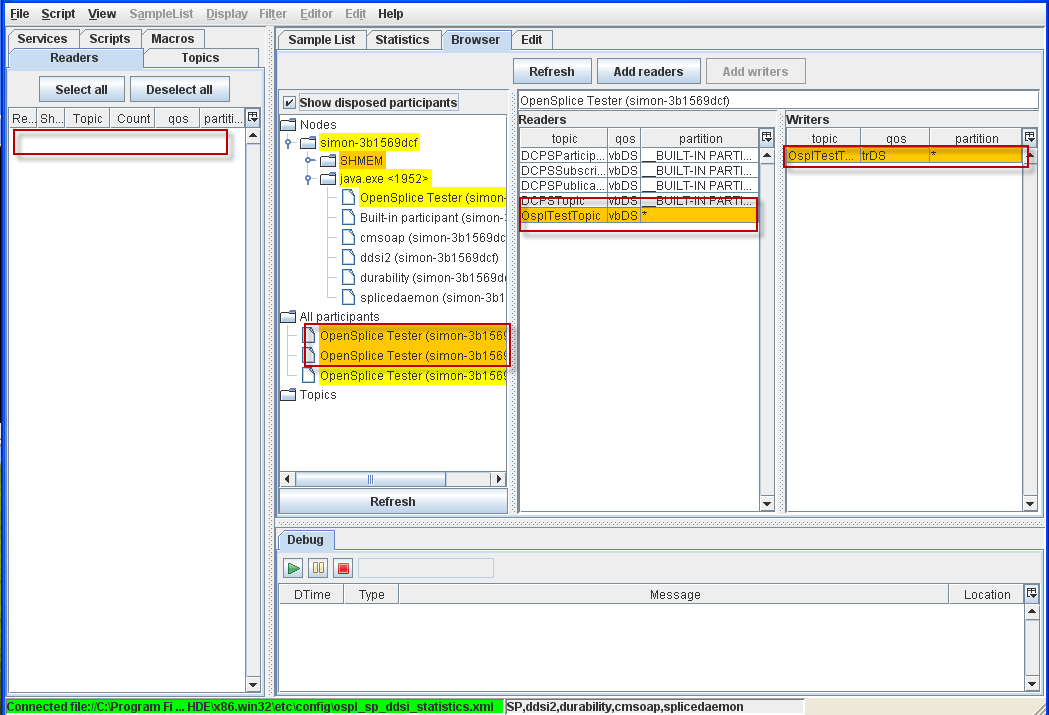 File Script View SampleList Display Filter Editor Edit Help
Services Scripts Macros
Readers Topics
Select all Deselect all
Re... Sh... Topic Count qos partiti...
Sample List Statistics Browser Edit
Refresh Add readers Add writers
Show disposed participants
Nodes
simon-3b1569dcf
SHMEM
java.exe <1952>
OpenSplice Tester (simon-
Built-in participant (simon-
cmsoap (simon-3b1569dc
ddsi2 (simon-3b1569dcf)
durability (simon-3b1569d
splicedaemon (simon-3b1
All participants
OpenSplice Tester (simon-3b1569
OpenSplice Tester (simon-3b1569
OpenSplice Tester (simon-3b1569
Topics
Refresh
OpenSplice Tester (simon-3b1569dcf)
Readers
topic qos partition
DCPSParticip... vbDS __BUILT-IN PARTI...
DCPSSubscri... vbDS __BUILT-IN PARTI...
DCPSPublica... vbDS __BUILT-IN PARTI...
DCPSTopic vbDS __BUILT-IN PARTI...
OsplTestTopic vbDS *
Writers
topic qos partition
OsplTestT... trDS *
Debug
DTime Type Message Location
Connected file://C:\Program Fi ... HDE\x86.win32\etc\config\ospl_sp_ddsi_statistics.xml SP,ddsi2,durability,cmsoap,splicedaemon